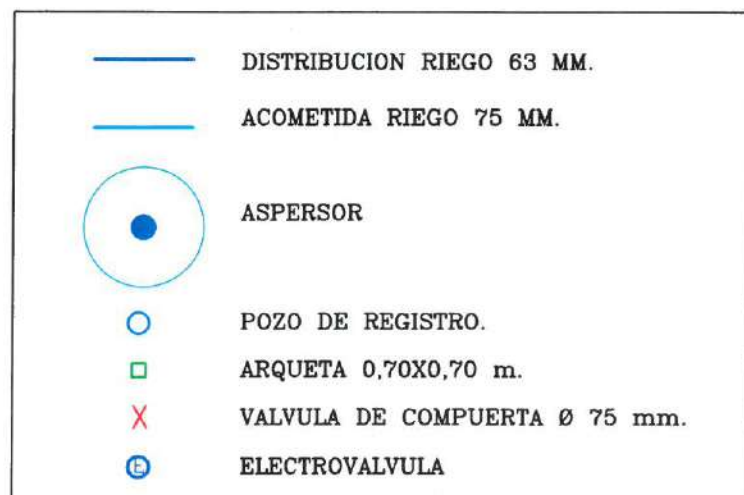 DISTRIBUCION RIEGO 63 MM.
ACOMETIDA RIEGO 75 MM.
ASPERSOR
POZO DE REGISTRO.
ARQUETA 0,70X0,70 m.
VALVULA DE COMPUERTA Ø 75 mm.
E ELECTROVALVULA